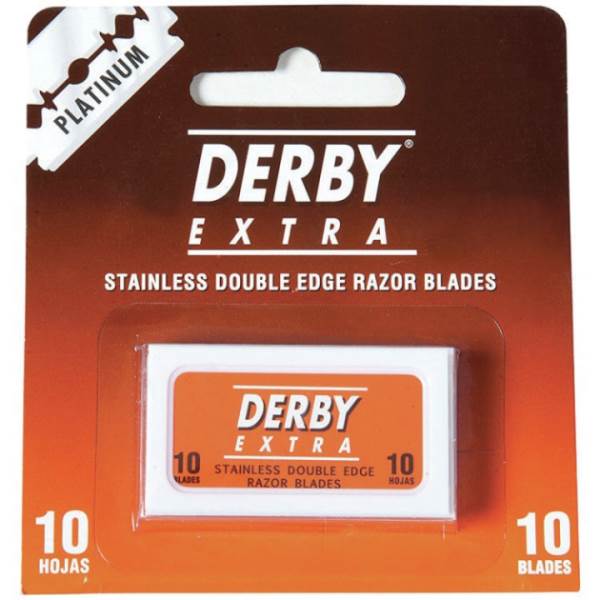 PLATINUM
DERBY®
EXTRA
STAINLESS DOUBLE EDGE RAZOR BLADES
DERBY
EXTRA
10
BLADES
STAINLESS DOUBLE EDGE
RAZOR BLADES
10
HOJAS
10
HOJAS
10
BLADES